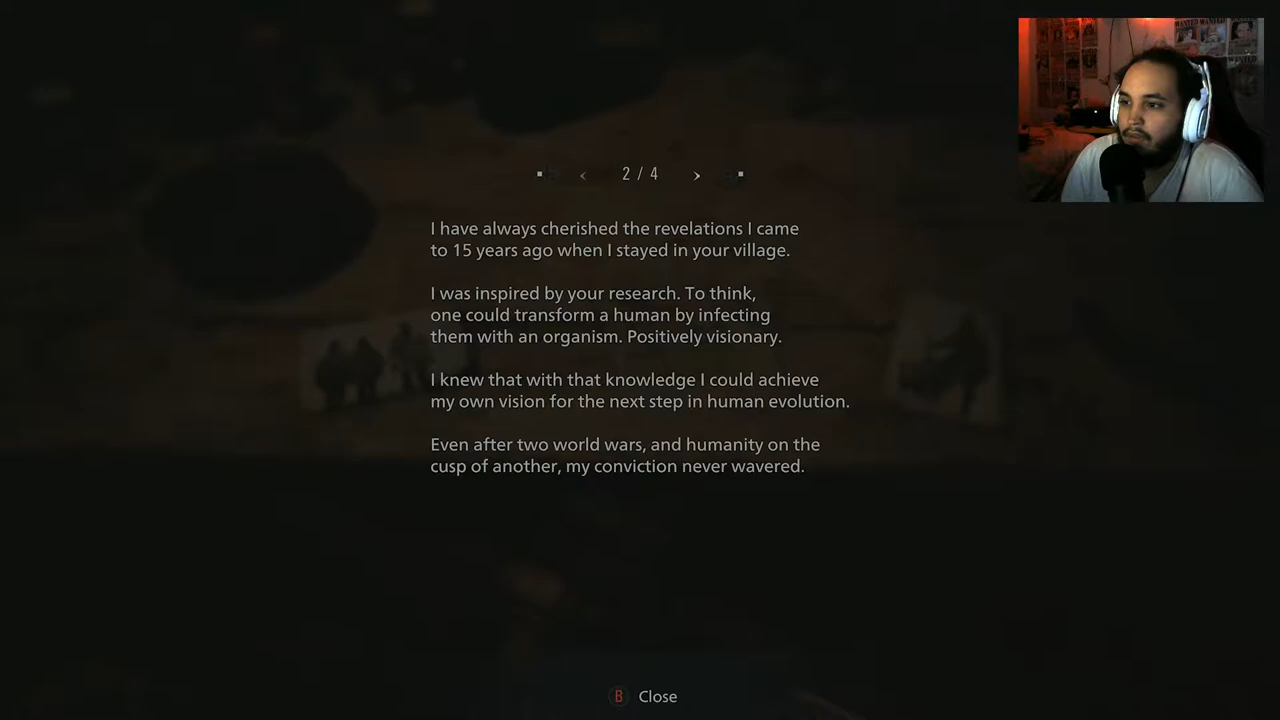 WANTED WANTED
WANTED
2 / 4
I have always cherished the revelations I came
to 15 years ago when I stayed in your village.
I was inspired by your research. To think,
one could transform a human by infecting
them with an organism. Positively visionary.
I knew that with that knowledge I could achieve
my own vision for the next step in human evolution.
Even after two world wars, and humanity on the
cusp of another, my conviction never wavered.
B Close